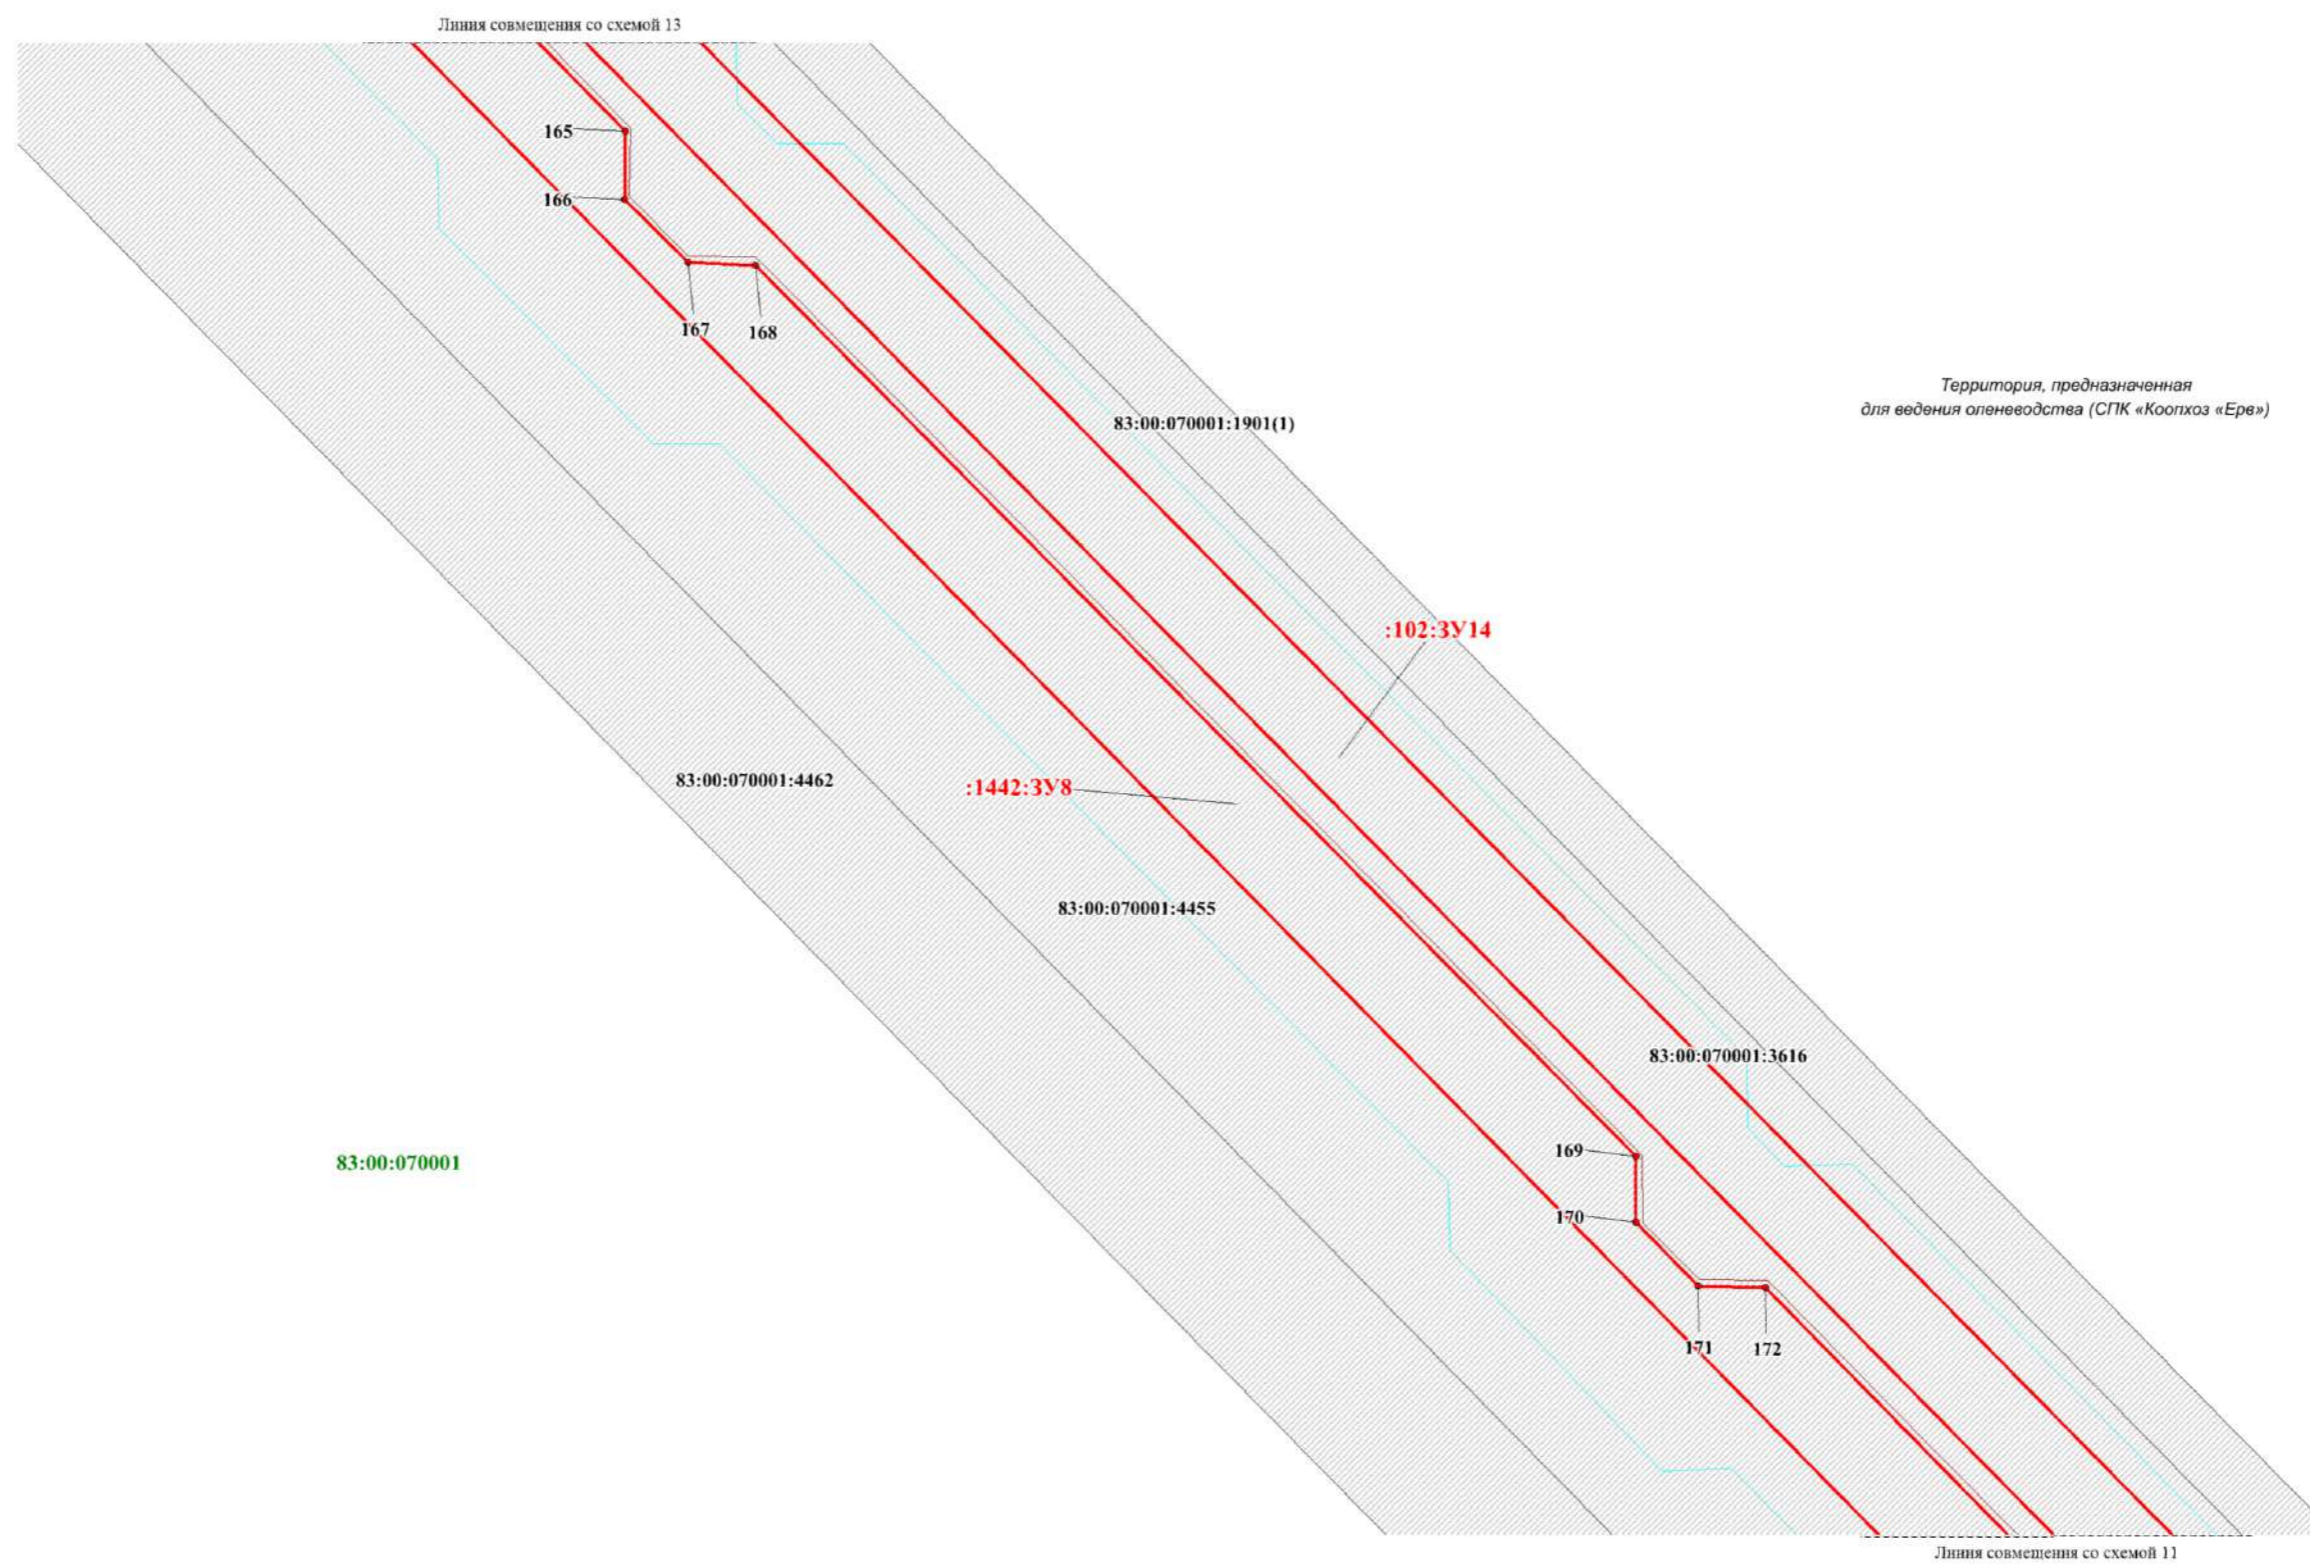 Линия совмещения со схемой 13
165
166
167
168
Территория, предназначенная
для ведения оленеводства (СПК «Коопхоз «Ерв»)
83:00:070001:1901(1)
:102:ЗУ14
83:00:070001:4462
:1442:ЗУ8
83:00:070001:4455
83:00:070001:3616
83:00:070001
169
170
171
172
Линия совмещения со схемой 11